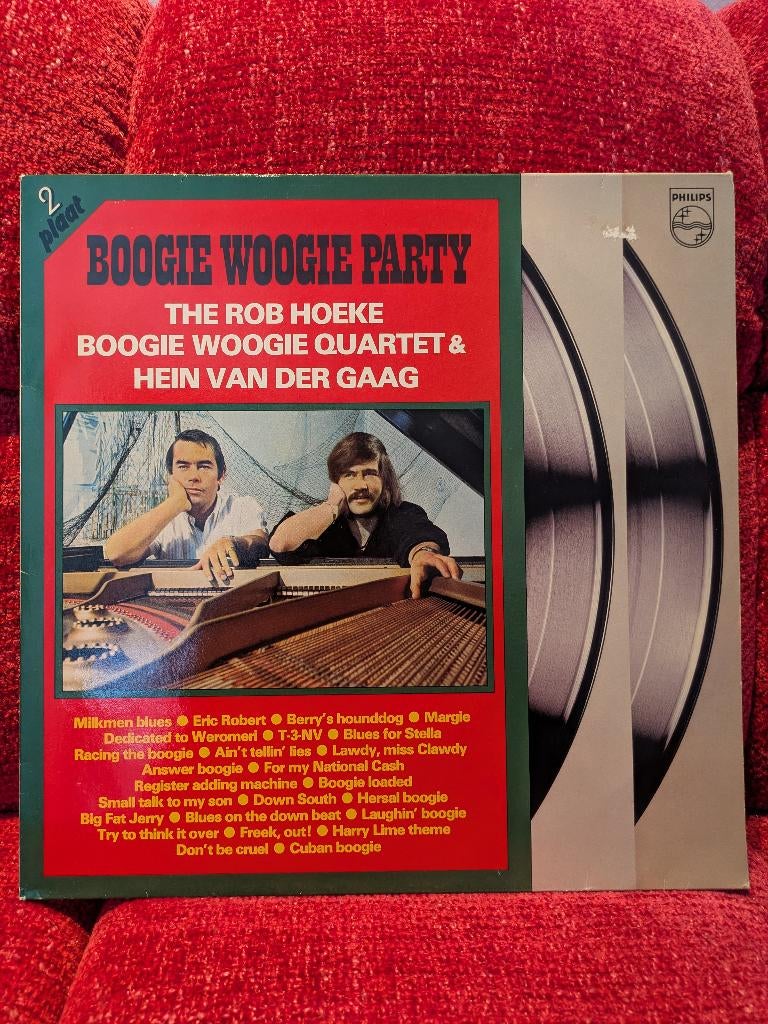 2
plaat
PHILIPS
BOOGIE WOOGIE PARTY
THE ROB HOEKE
BOOGIE WOOGIE QUARTET &
HEIN VAN DER GAAG
Milkmen blues ● Eric Robert ● Berry's hounddog ● Margie
Dedicated to Weromeri ● T-3-NV ● Blues for Stella
Racing the boogie ● Ain't tellin' lies ● Lawdy, miss Clawdy
Answer boogie ● For my National Cash
Register adding machine ● Boogie loaded
Small talk to my son ● Down South ● Hersal boogie
Big Fat Jerry ● Blues on the down beat ● Laughin' boogie
Try to think it over ● Freek, out! ● Harry Lime theme
Don't be cruel ● Cuban boogie